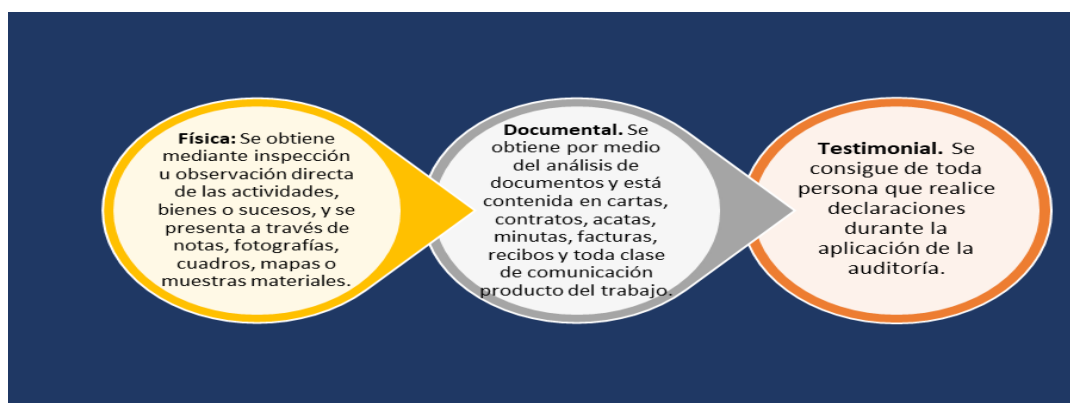 Física: Se obtiene
mediante inspección
u observación directa
de las actividades,
bienes o sucesos, y se
presenta a través de
notas, fotografías,
cuadros, mapas o
muestras materiales.
Documental. Se
obtiene por medio
del análisis de
documentos y está
contenida en cartas,
contratos, acatas,
minutas, facturas,
recibos y toda clase
de comunicación
producto del trabajo.
Testimonial. Se
consigue de toda
persona que realice
declaraciones
durante la
aplicación de la
auditoría.